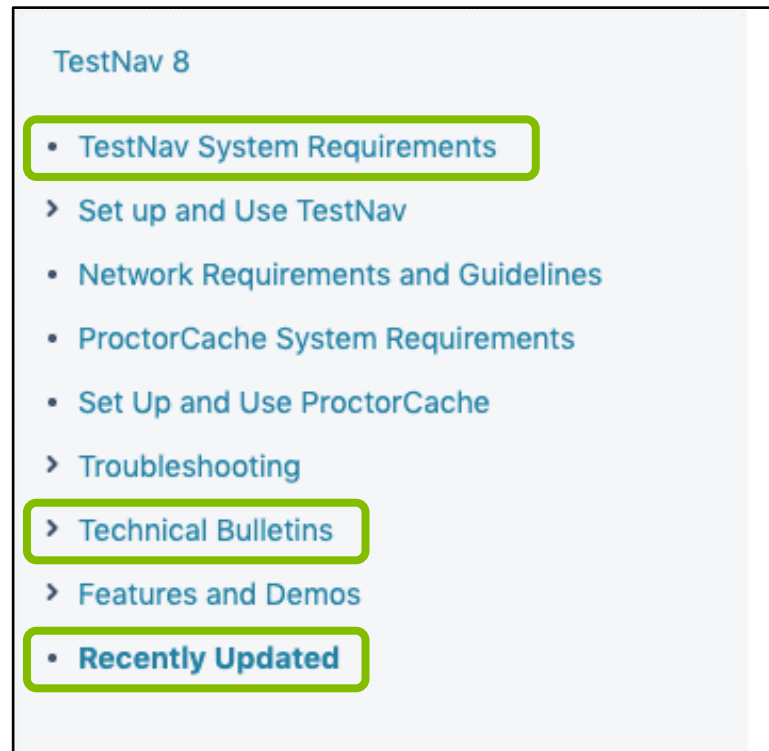 TestNav 8
• TestNav System Requirements
> Set up and Use TestNav
• Network Requirements and Guidelines
• ProctorCache System Requirements
• Set Up and Use ProctorCache
> Troubleshooting
> Technical Bulletins
> Features and Demos
• Recently Updated